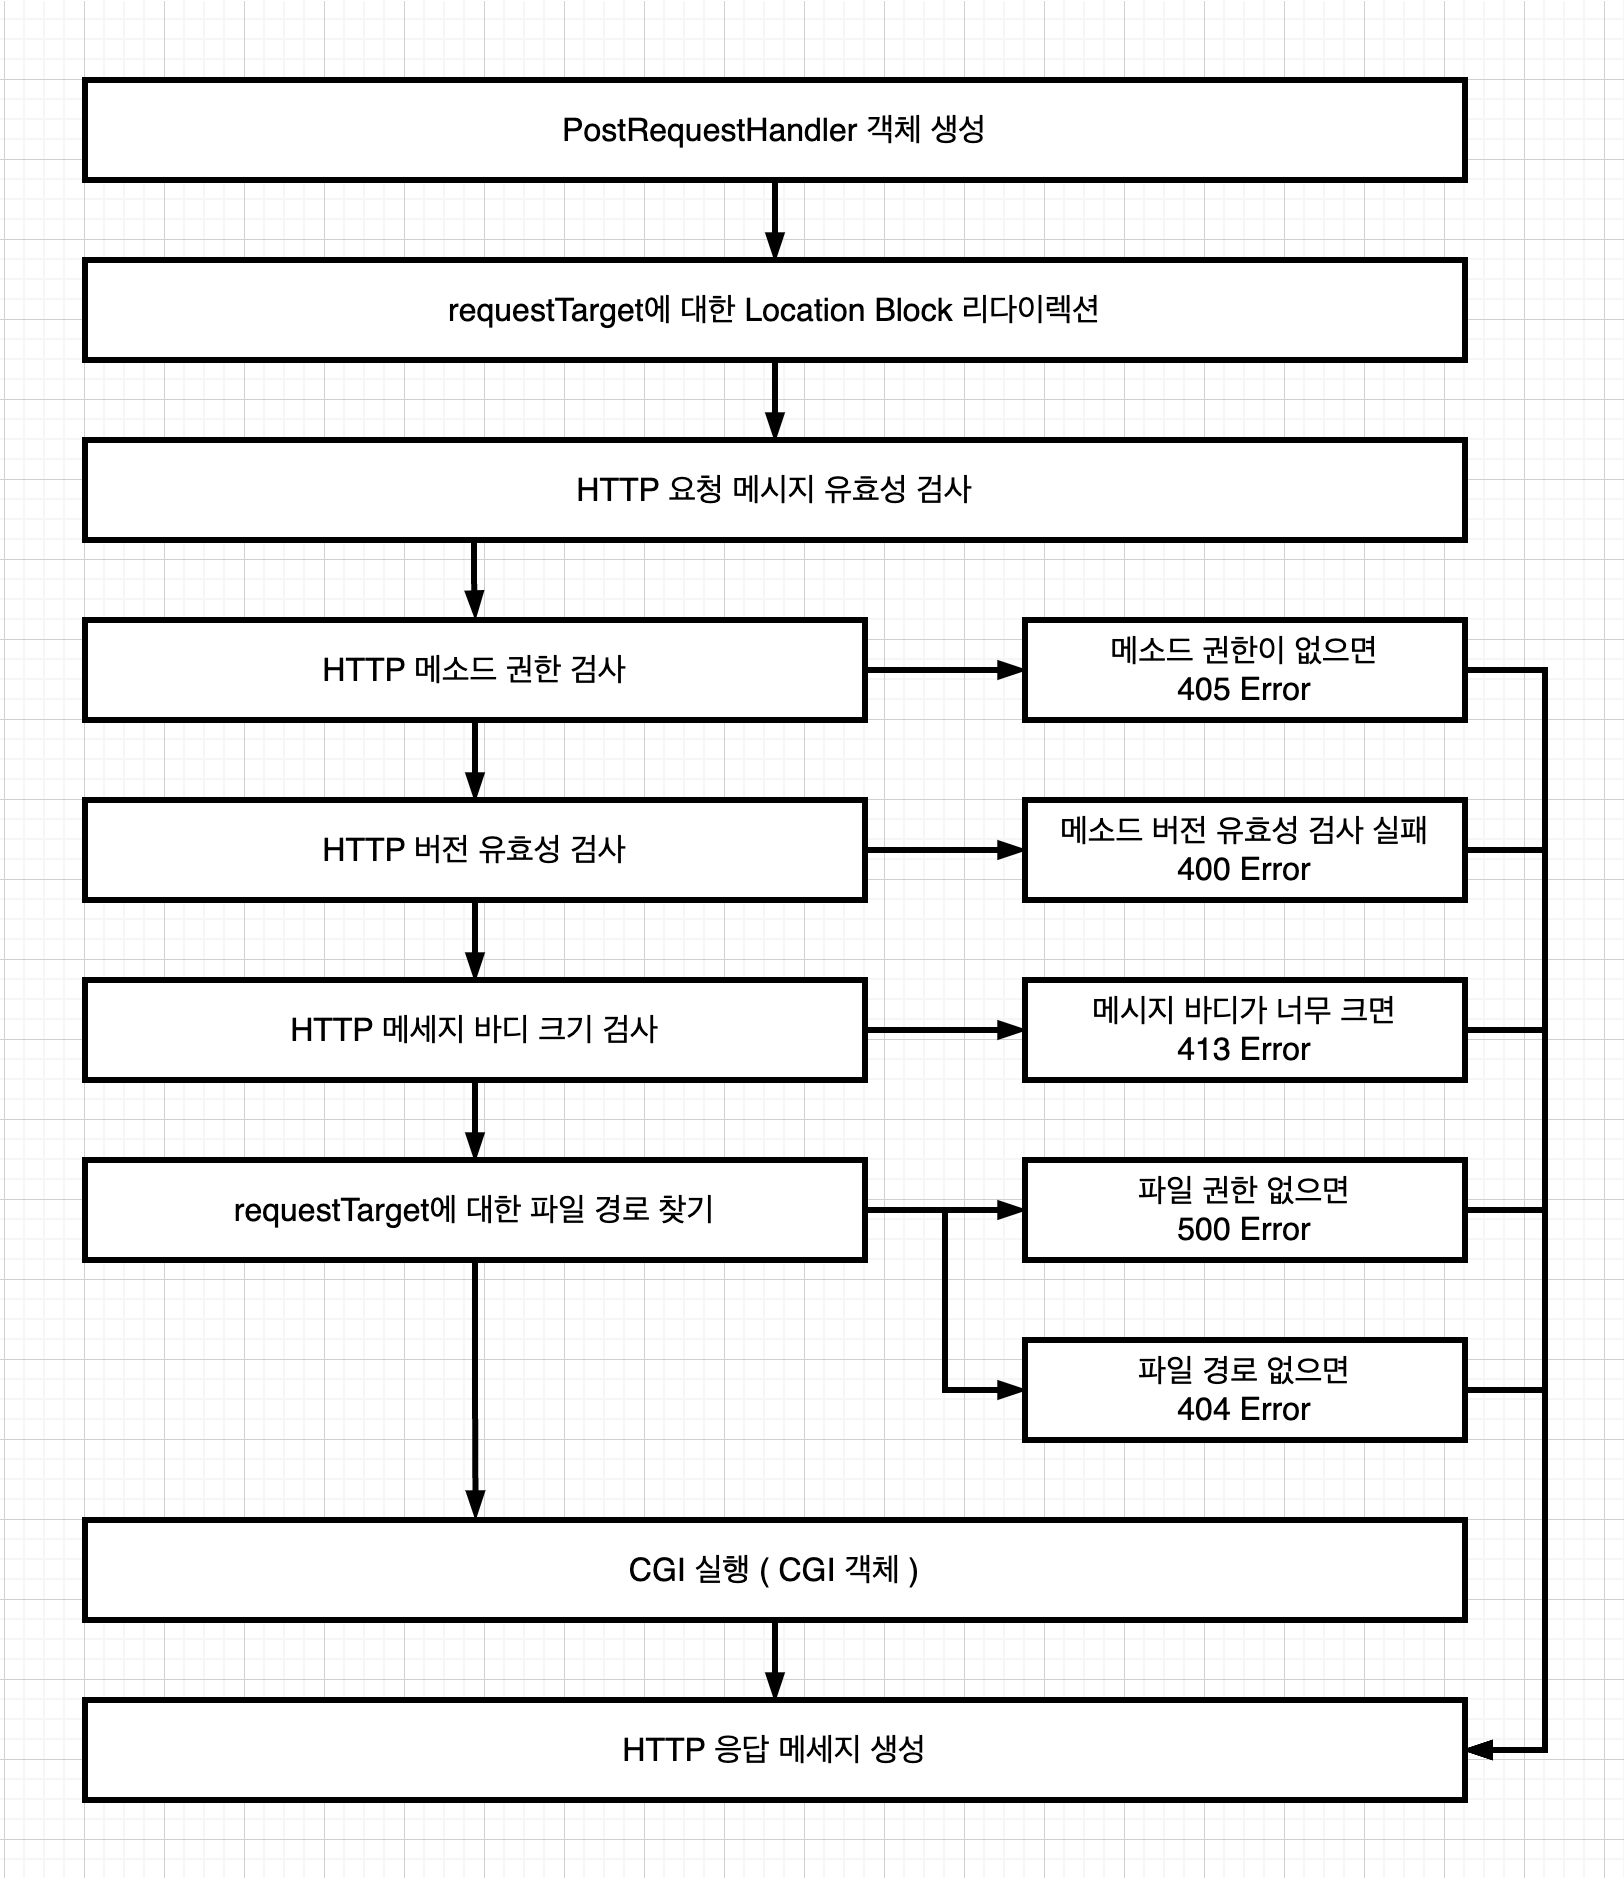 PostRequestHandler 객체 생성
requestTarget에 대한 Location Block 리다이렉션
HTTP 요청 메시지 유효성 검사
HTTP 메소드 권한 검사
메소드 권한이 없으면
405 Error
HTTP 버전 유효성 검사
메소드 버전 유효성 검사 실패
400 Error
HTTP 메세지 바디 크기 검사
메시지 바디가 너무 크면
413 Error
requestTarget에 대한 파일 경로 찾기
파일 권한 없으면
500 Error
파일 경로 없으면
404 Error
CGI 실행 ( CGI 객체 )
HTTP 응답 메세지 생성